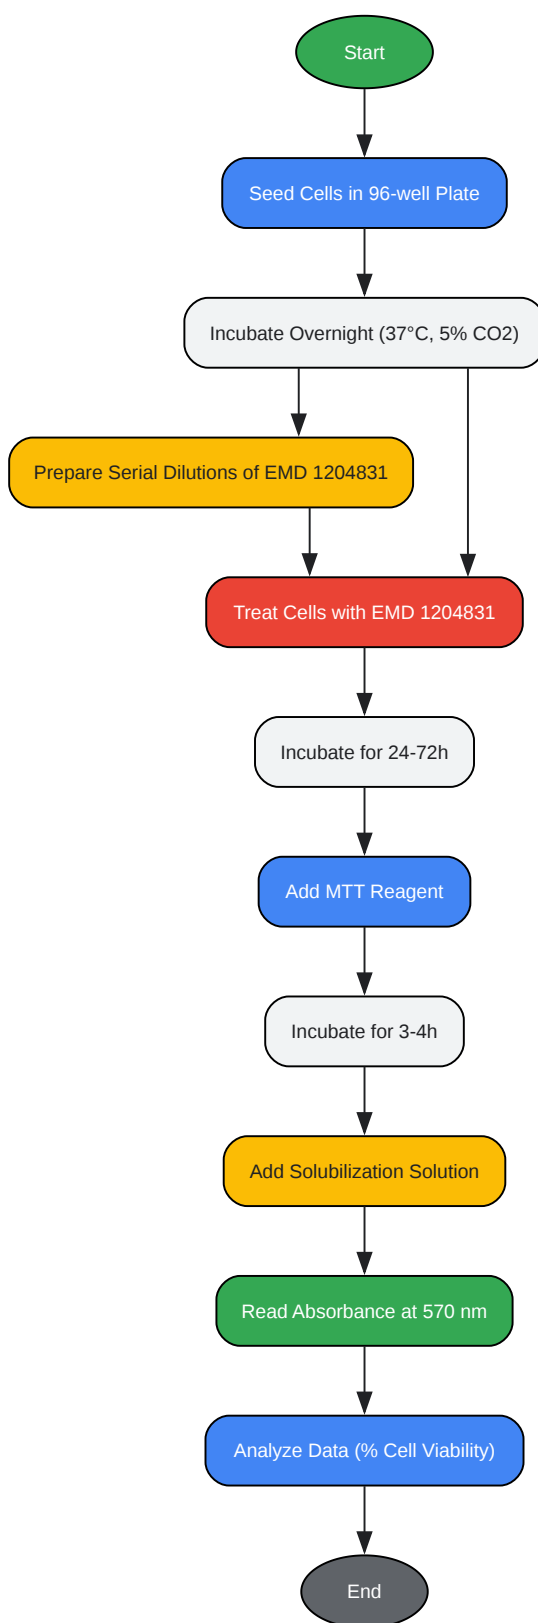 Start
Seed Cells in 96-well Plate
Incubate Overnight (37°C, 5% CO2)
Prepare Serial Dilutions of EMD 1204831
Treat Cells with EMD 1204831
Incubate for 24-72h
Add MTT Reagent
Incubate for 3-4h
Add Solubilization Solution
Read Absorbance at 570 nm
Analyze Data (% Cell Viability)
End